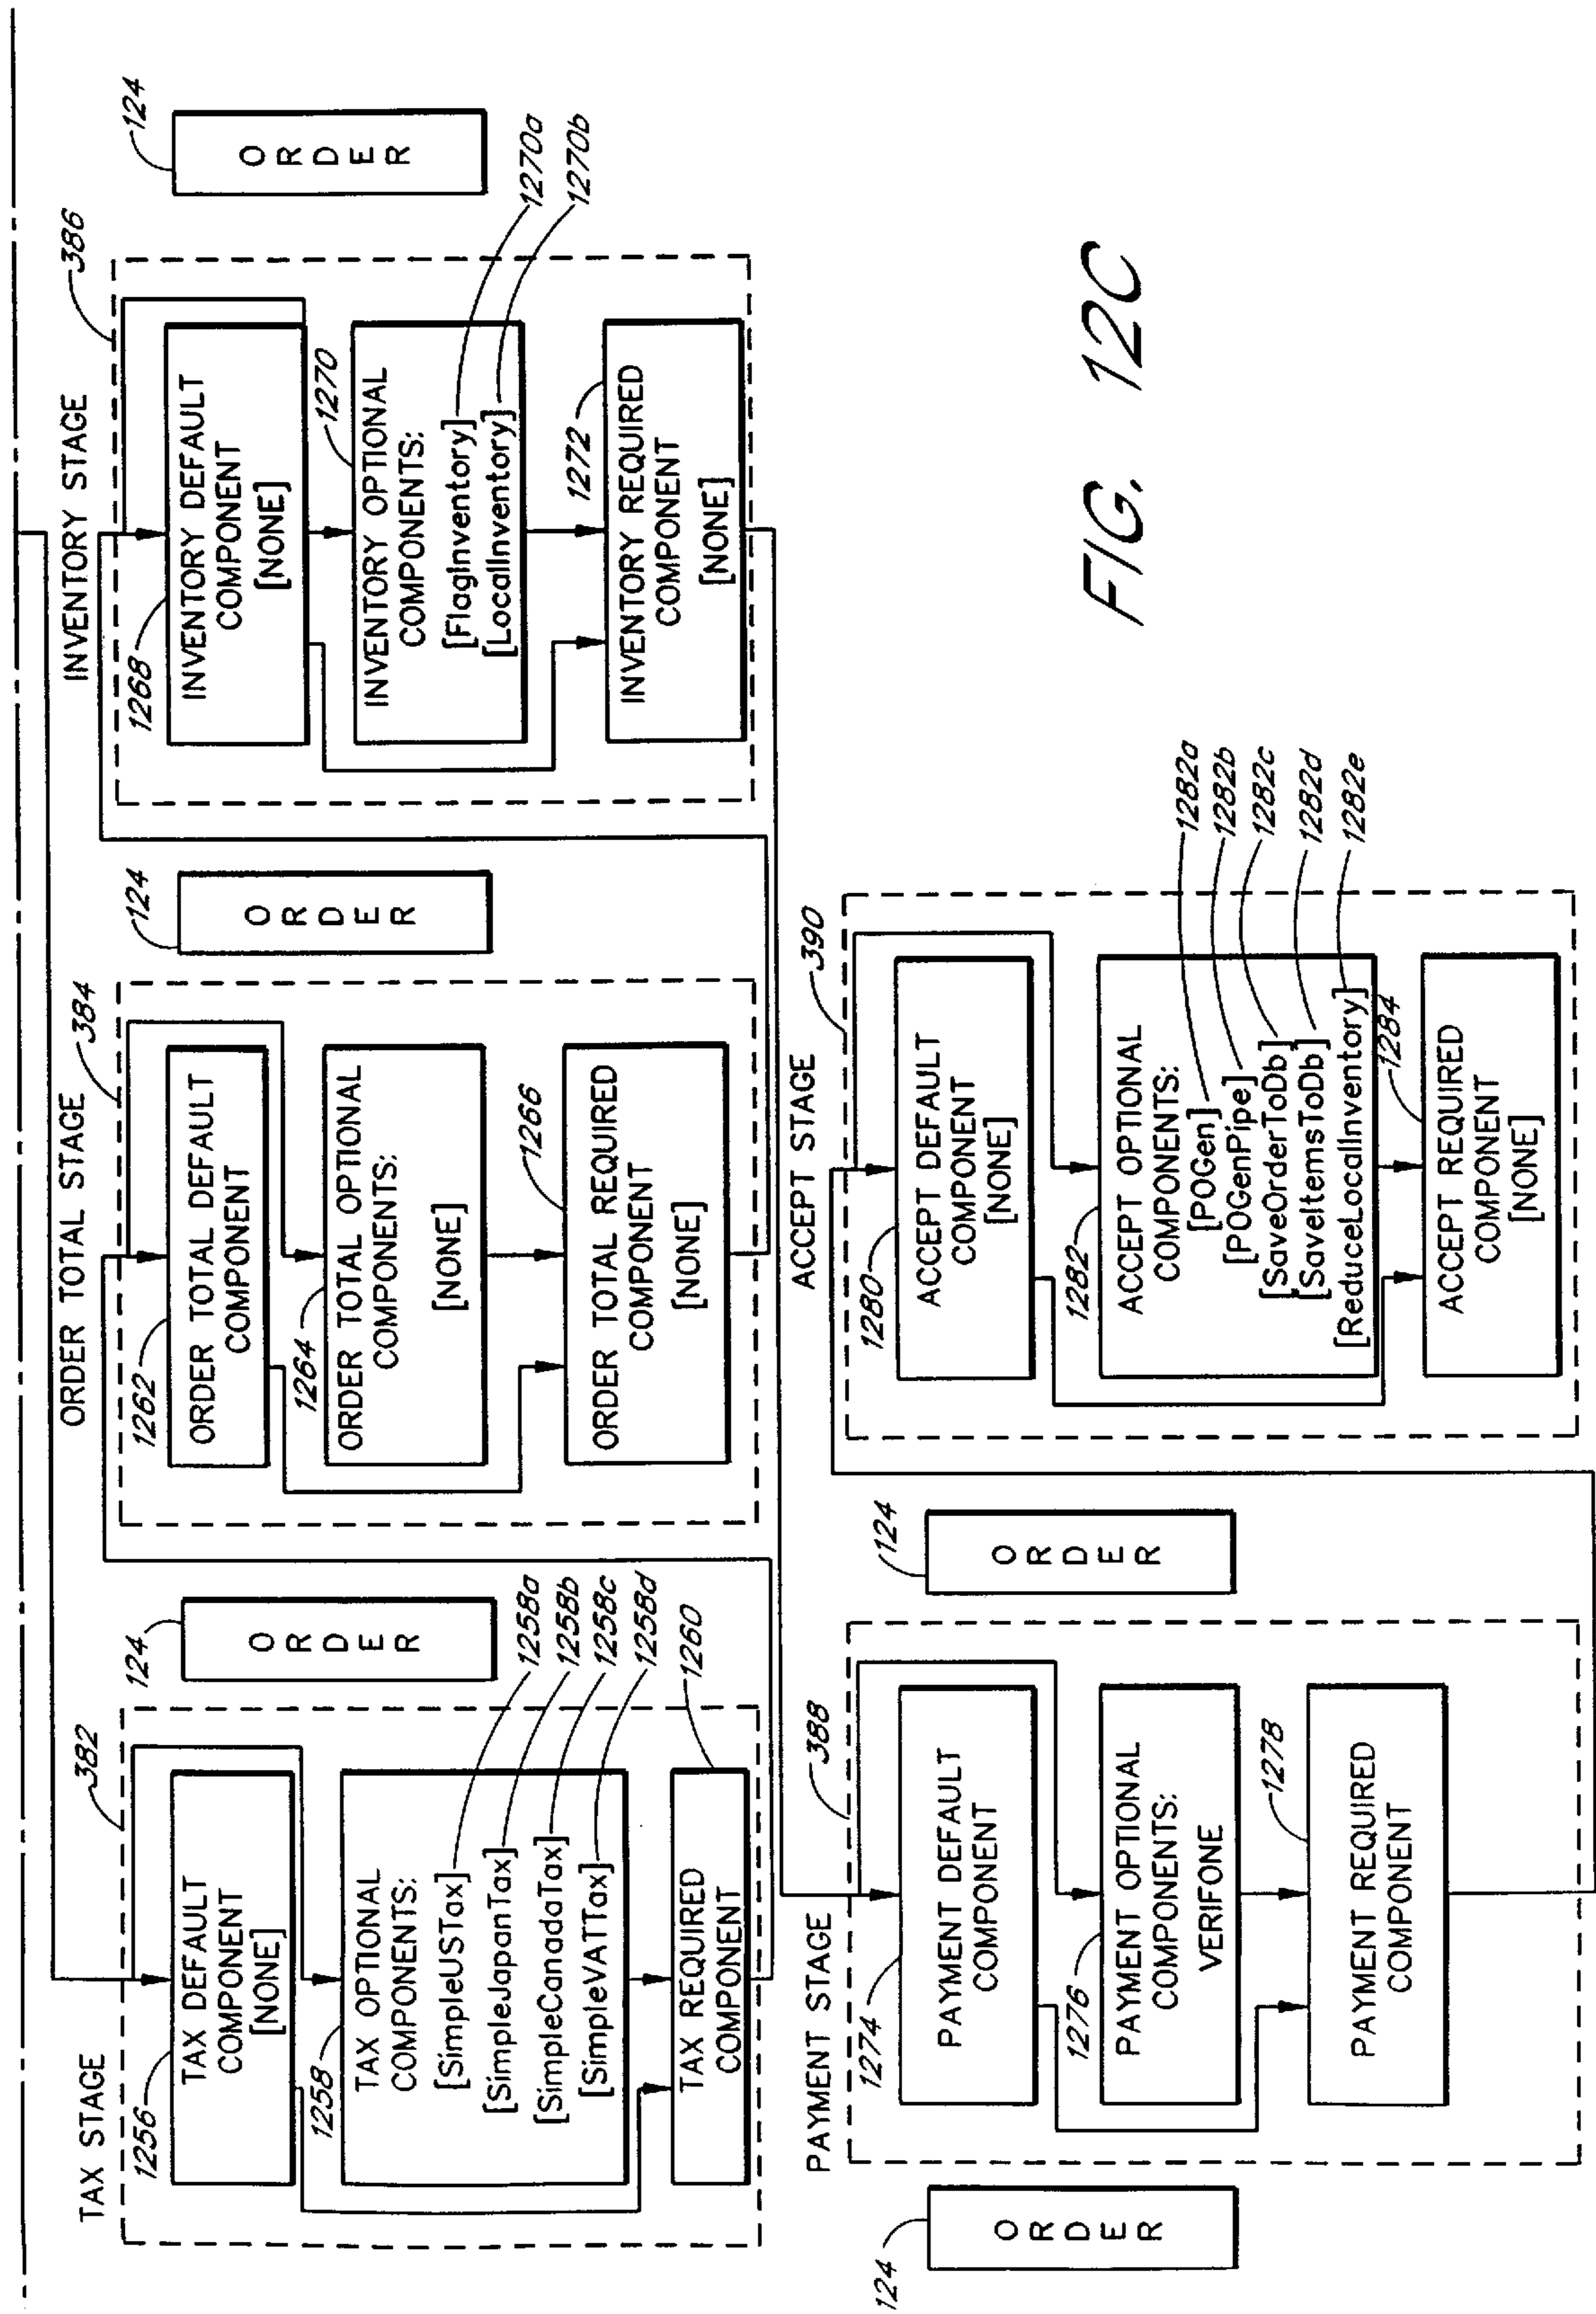 TAX STAGE
382
1256
TAX DEFAULT
COMPONENT
[NONE]
1258
TAX OPTIONAL
COMPONENTS:
[SimpleUSTax]
[SimpleJapanTax]
[SimpleCanadaTax]
[SimpleVATTax]
1258a
1258b
1258c
1258d
1260
TAX REQUIRED
COMPONENT
124
ORDER
ORDER TOTAL STAGE
384
1262
ORDER TOTAL DEFAULT
COMPONENT
1264
ORDER TOTAL OPTIONAL
COMPONENTS:
[NONE]
1266
ORDER TOTAL REQUIRED
COMPONENT
[NONE]
124
ORDER
INVENTORY STAGE
386
1268
INVENTORY DEFAULT
COMPONENT
[NONE]
1270
INVENTORY OPTIONAL
COMPONENTS:
[FlagInventory]
[LocalInventory]
1270a
1270b
1272
INVENTORY REQUIRED
COMPONENT
[NONE]
124
ORDER
124
ORDER
PAYMENT STAGE
388
1274
PAYMENT DEFAULT
COMPONENT
1276
PAYMENT OPTIONAL
COMPONENTS:
VERIFONE
1278
PAYMENT REQUIRED
COMPONENT
124
ORDER
ACCEPT STAGE
390
1280
ACCEPT DEFAULT
COMPONENT
[NONE]
1282
ACCEPT OPTIONAL
COMPONENTS:
[POGen]
[POGenPipe]
[SaveOrderToDb]
[SaveItemsToDb]
[ReduceLocalInventory]
1282a
1282b
1282c
1282d
1282e
1284
ACCEPT REQUIRED
COMPONENT
[NONE]
FIG. 12C